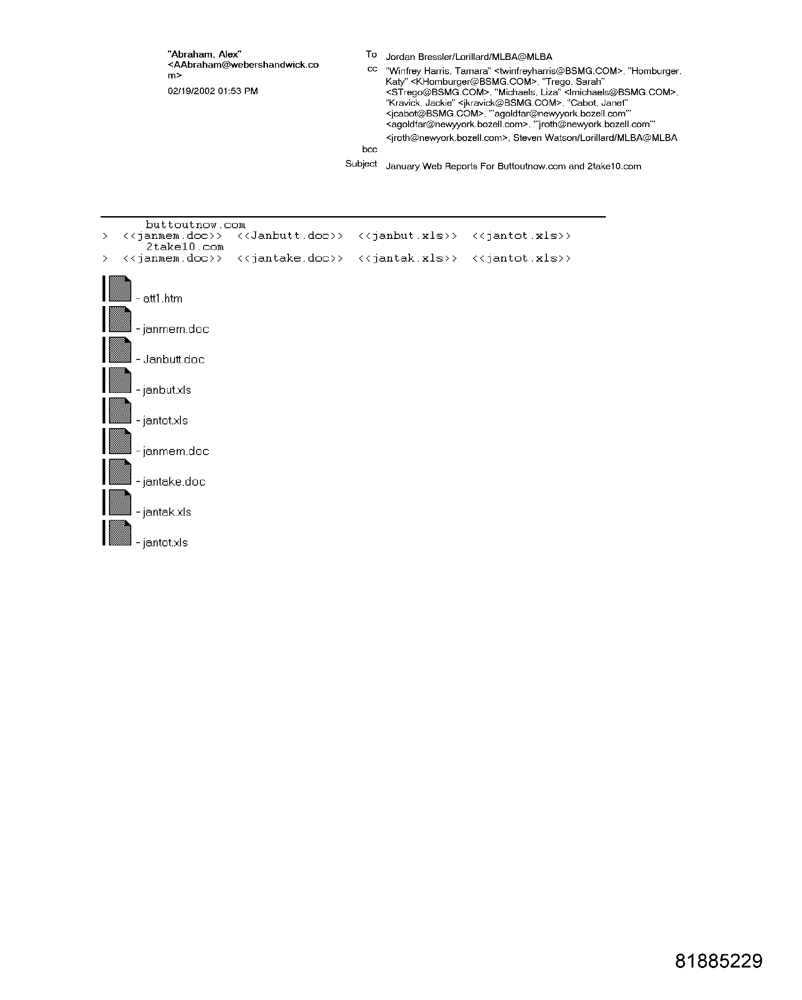 "Abraham, Alex"
<AAbraham@webershandwick.co
m>
02/19/2002 01:53 PM
To Jordan Bressler/Lorillard/MLBA@MLBA
cc "Winfrey Harris, Tamara" <twinfreyharris@BSMG.COM>, "Homburger,
Katy" <KHomburger@BSMG.COM>, "Trego, Sarah"
<STrego@BSMG.COM>, "Michaels, Liza" <lmichaels@BSMG.COM>,
"Kravick, Jackie" <jkravick@BSMG.COM>, "Cabot, Janet"
<jcabot@BSMG.COM>, "'agoldfar@newyyork.bozell.com'"
<agoldfar@newyyork.bozell.com>, "'jroth@newyork.bozell.com'"
<jroth@newyork.bozell.com>, Steven Watson/Lorillard/MLBA@MLBA
bcc
Subject January Web Reports For Buttoutnow.com and 2take10.com
buttoutnow.com
> <<janmem.doc>> <<Janbutt.doc>> <<janbut.xls>> <<jantot.xls>>
2take10.com
> <<janmem.doc>> <<jantake.doc>> <<jantak.xls>> <<jantot.xls>>
- att1.htm
- janmem.doc
- Janbutt.doc
- janbut.xls
- jantot.xls
- janmem.doc
- jantake.doc
- jantak.xls
- jantot.xls
81885229